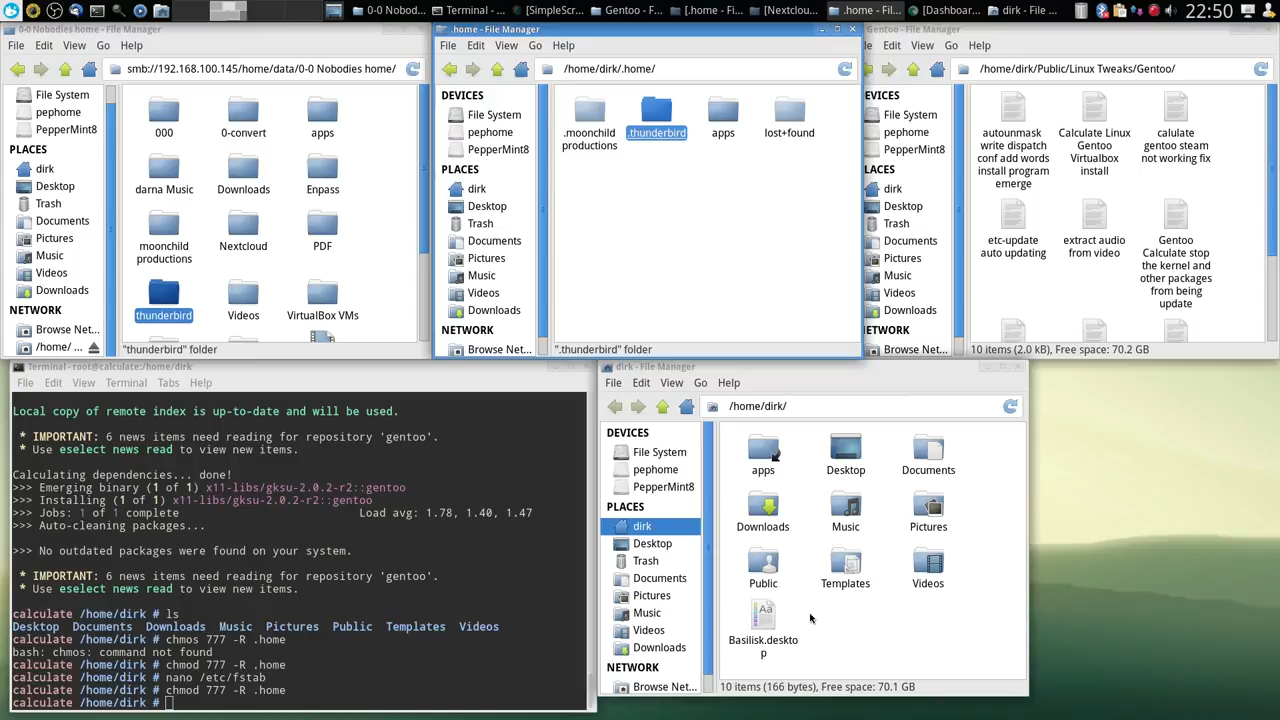 0-0 Nobod...
Terminal - ...
[SimpleScr...
Gentoo - F...
[.home - Fi...
[Nextclou...
.home - Fil...
[Dashboar...
dirk - File ...
22:50
0-0 Nobodies home - File Manager
File Edit View Go Help
smb://192.168.100.145/home/data/0-0 Nobodies home/
File System
pephome
PepperMint8
PLACES
dirk
Desktop
Trash
Documents
Pictures
Music
Videos
Downloads
NETWORK
Browse Net...
/home/ ...
000
0-convert
apps
darna Music
Downloads
Enpass
moonchild
productions
Nextcloud
PDF
thunderbird
Videos
VirtualBox VMs
"thunderbird" folder
.home - File Manager
File Edit View Go Help
/home/dirk/.home/
DEVICES
File System
pephome
PepperMint8
PLACES
dirk
Desktop
Trash
Documents
Pictures
Music
Videos
Downloads
NETWORK
Browse Net...
.moonchild
productions
.thunderbird
apps
lost+found
".thunderbird" folder
Gentoo - File Manager
Edit View Go Help
/home/dirk/Public/Linux Tweaks/Gentoo/
DEVICES
File System
pephome
PepperMint8
PLACES
dirk
Desktop
Trash
Documents
Pictures
Music
Videos
Downloads
NETWORK
Browse Net...
autounmask
write dispatch
conf add words
install program
emerge
Calculate Linux
Gentoo
Virtualbox
install
calulate
gentoo steam
not working fix
etc-update
auto updating
extract audio
from video
Gentoo
Calculate stop
the kernel and
other packages
from being
update
10 items (2.0 kB), Free space: 70.2 GB
Terminal - root@calculate:/home/dirk
File Edit View Terminal Tabs Help
Local copy of remote index is up-to-date and will be used.
* IMPORTANT: 6 news items need reading for repository 'gentoo'.
* Use eselect news read to view new items.
Calculating dependencies... done!
>>> Emerging binary (1 of 1) x11-libs/gksu-2.0.2-r2::gentoo
>>> Installing (1 of 1) x11-libs/gksu-2.0.2-r2::gentoo
>>> Jobs: 1 of 1 complete Load avg: 1.78, 1.40, 1.47
>>> Auto-cleaning packages...
>>> No outdated packages were found on your system.
* IMPORTANT: 6 news items need reading for repository 'gentoo'.
* Use eselect news read to view new items.
calculate /home/dirk # ls
Desktop Documents Downloads Music Pictures Public Templates Videos
calculate /home/dirk # chmos 777 -R .home
bash: chmos: command not found
calculate /home/dirk # chmod 777 -R .home
calculate /home/dirk # nano /etc/fstab
calculate /home/dirk # chmod 777 -R .home
calculate /home/dirk #
dirk - File Manager
File Edit View Go Help
/home/dirk/
DEVICES
File System
pephome
PepperMint8
PLACES
dirk
Desktop
Trash
Documents
Pictures
Music
Videos
Downloads
NETWORK
Browse Net...
apps
Desktop
Documents
Downloads
Music
Pictures
Public
Templates
Videos
Basilisk.deskto
p
10 items (166 bytes), Free space: 70.1 GB